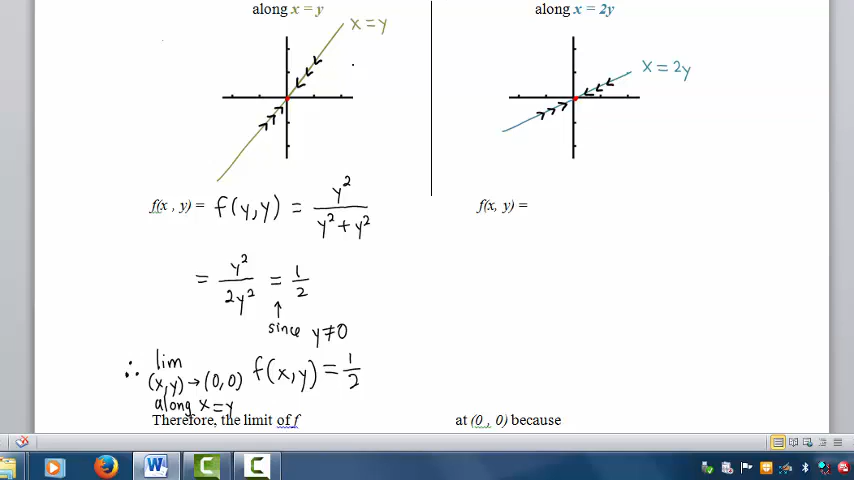 along x = y
x = y
f(x , y) = f(y,y) = y² / y² + y²
= y² / 2y² = 1/2
↑
since y≠0
∴ lim f(x,y) = 1/2
(x,y)→(0,0)
along x=y
along x = 2y
x = 2y
f(x, y) =
Therefore, the limit of f at (0 , 0) because